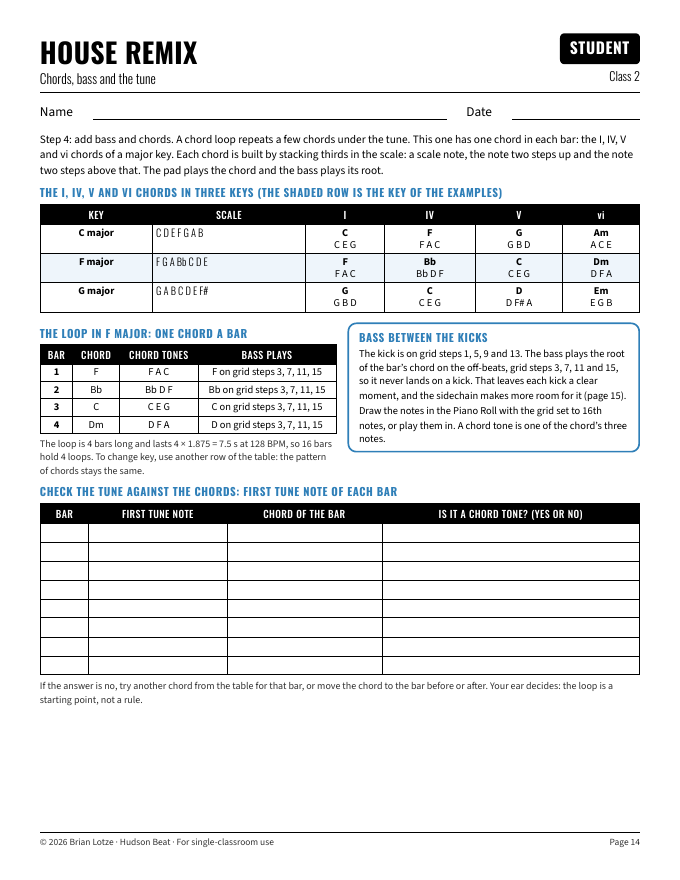 HOUSE REMIX
STUDENT
Chords, bass and the tune
Class 2
Name
Date
Step 4: add bass and chords. A chord loop repeats a few chords under the tune. This one has one chord in each bar: the I, IV, V
and vi chords of a major key. Each chord is built by stacking thirds in the scale: a scale note, the note two steps up and the note
two steps above that. The pad plays the chord and the bass plays its root.
THE I, IV, V AND VI CHORDS IN THREE KEYS (THE SHADED ROW IS THE KEY OF THE EXAMPLES)
KEY SCALE I IV V vi
C major C D E F G A B C F G Am
C E G F A C G B D A C E
F major F G A Bb C D E F Bb C Dm
F A C Bb D F C E G D F A
G major G A B C D E F# G C D Em
G B D C E G D F# A E G B
THE LOOP IN F MAJOR: ONE CHORD A BAR
BAR CHORD CHORD TONES BASS PLAYS
1 F F A C F on grid steps 3, 7, 11, 15
2 Bb Bb D F Bb on grid steps 3, 7, 11, 15
3 C C E G C on grid steps 3, 7, 11, 15
4 Dm D F A D on grid steps 3, 7, 11, 15
The loop is 4 bars long and lasts 4 × 1.875 = 7.5 s at 128 BPM, so 16 bars
hold 4 loops. To change key, use another row of the table: the pattern
of chords stays the same.
BASS BETWEEN THE KICKS
The kick is on grid steps 1, 5, 9 and 13. The bass plays the root
of the bar's chord on the off-beats, grid steps 3, 7, 11 and 15,
so it never lands on a kick. That leaves each kick a clear
moment, and the sidechain makes more room for it (page 15).
Draw the notes in the Piano Roll with the grid set to 16th
notes, or play them in. A chord tone is one of the chord's three
notes.
CHECK THE TUNE AGAINST THE CHORDS: FIRST TUNE NOTE OF EACH BAR
BAR FIRST TUNE NOTE CHORD OF THE BAR IS IT A CHORD TONE? (YES OR NO)
If the answer is no, try another chord from the table for that bar, or move the chord to the bar before or after. Your ear decides: the loop is a
starting point, not a rule.
© 2026 Brian Lotze · Hudson Beat · For single-classroom use
Page 14